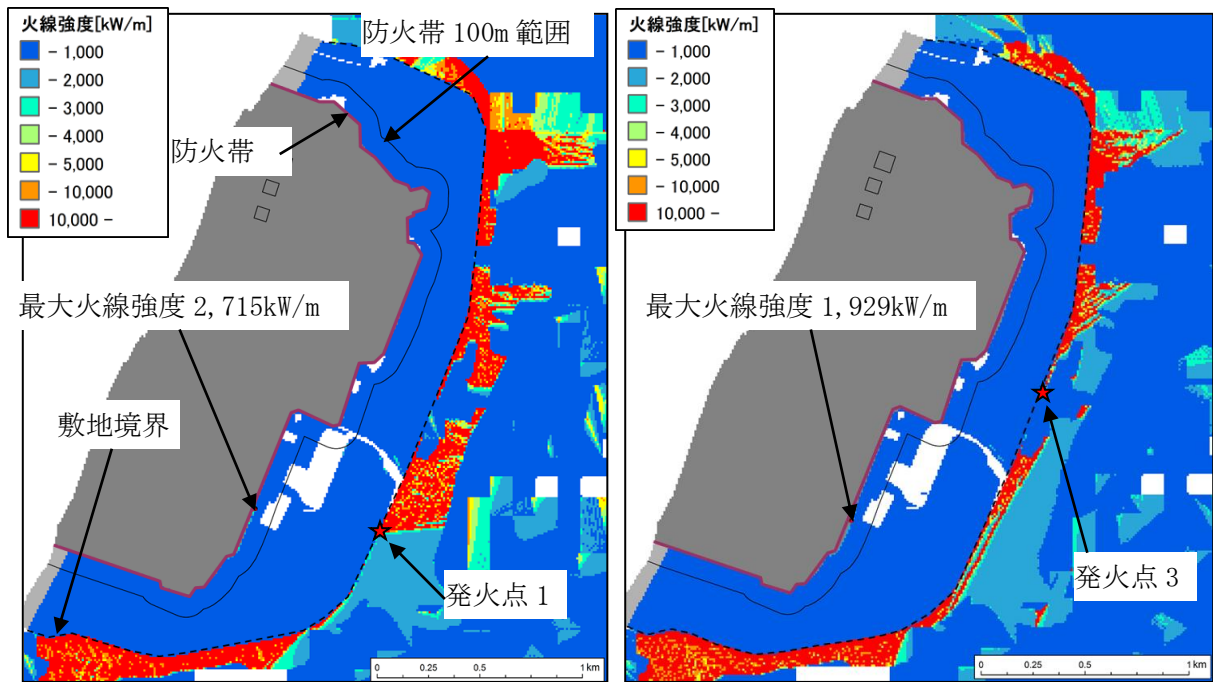 火線強度[kW/m]
- 1,000
- 2,000
- 3,000
- 4,000
- 5,000
- 10,000
10,000 -
防火帯 100m 範囲
防火帯
最大火線強度 2,715kW/m
敷地境界
発火点 1
0 0.25 0.5 1 km
火線強度[kW/m]
- 1,000
- 2,000
- 3,000
- 4,000
- 5,000
- 10,000
10,000 -
最大火線強度 1,929kW/m
発火点 3
0 0.25 0.5 1 km